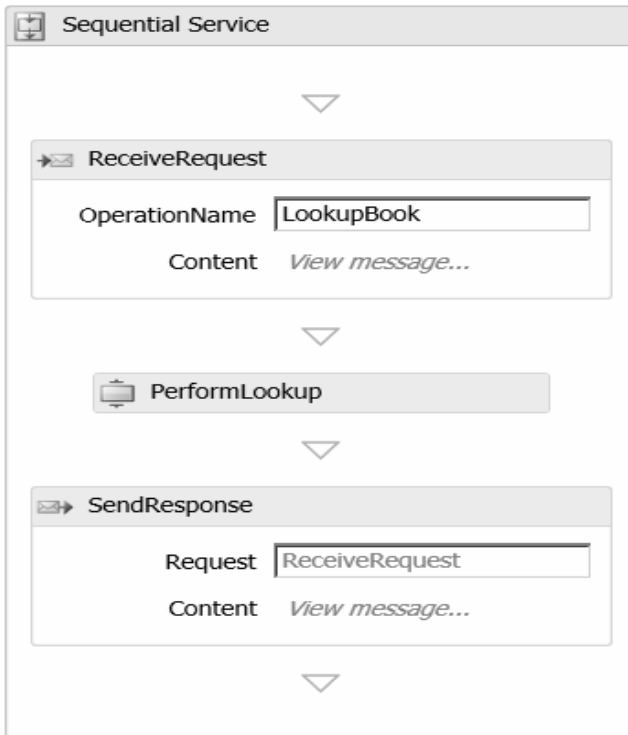 Sequential Service
ReceiveRequest
OperationName LookupBook
Content View message...
PerformLookup
SendResponse
Request ReceiveRequest
Content View message...